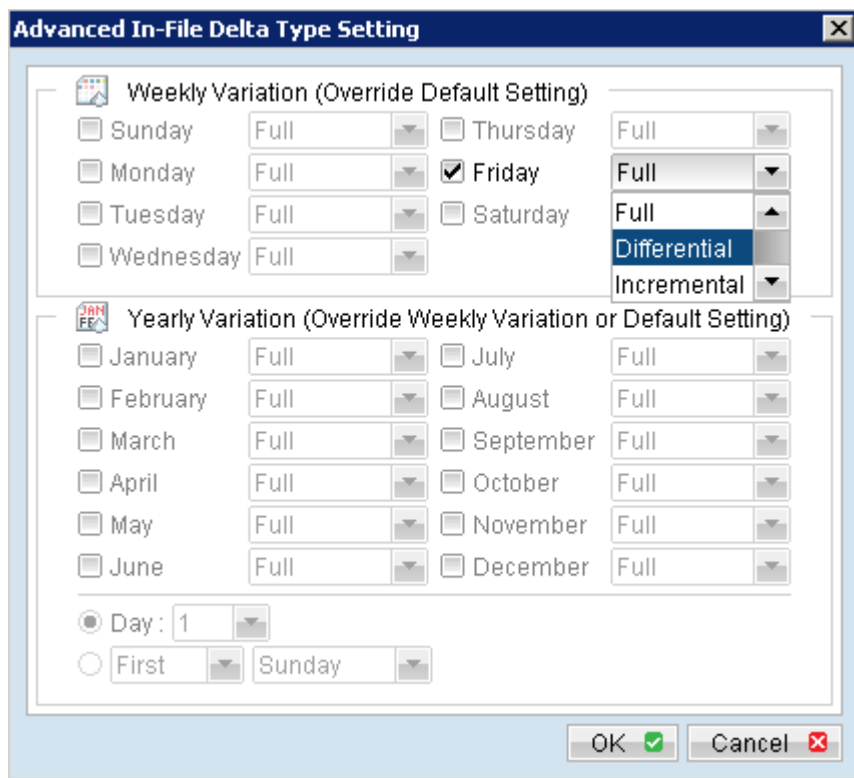 Advanced In-File Delta Type Setting
Weekly Variation (Override Default Setting)
Sunday Full Thursday Full
Monday Full Friday Full
Tuesday Full Saturday Full
Differential
Wednesday Full Incremental
Yearly Variation (Override Weekly Variation or Default Setting)
January Full July Full
February Full August Full
March Full September Full
April Full October Full
May Full November Full
June Full December Full
Day : 1
First Sunday
OK Cancel